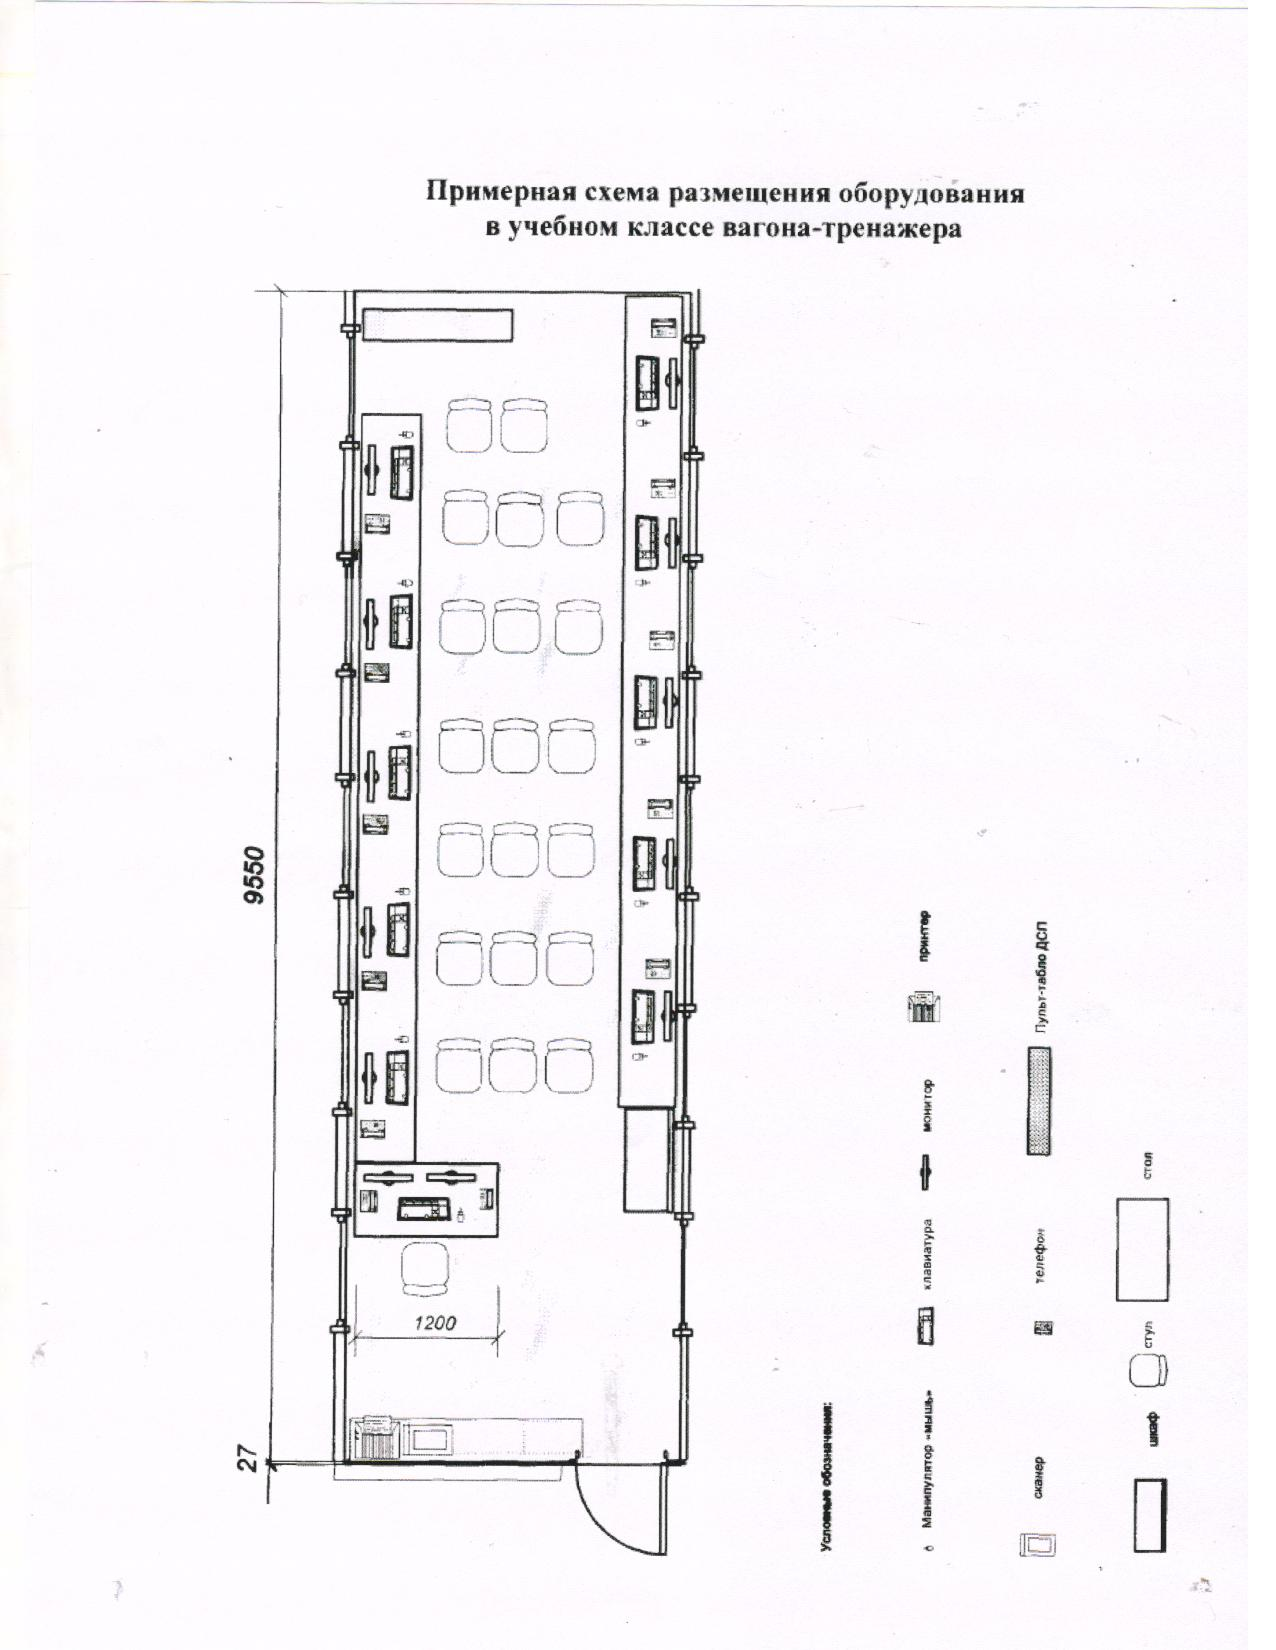 Примерная схема размещения оборудования
в учебном классе вагона-тренажера
9550
1200
27
Условные обозначения:
Манипулятор «мышь»
клавиатура
монитор
принтер
сканер
телефон
Пульт-табло ДСП
шкаф
стул
стол